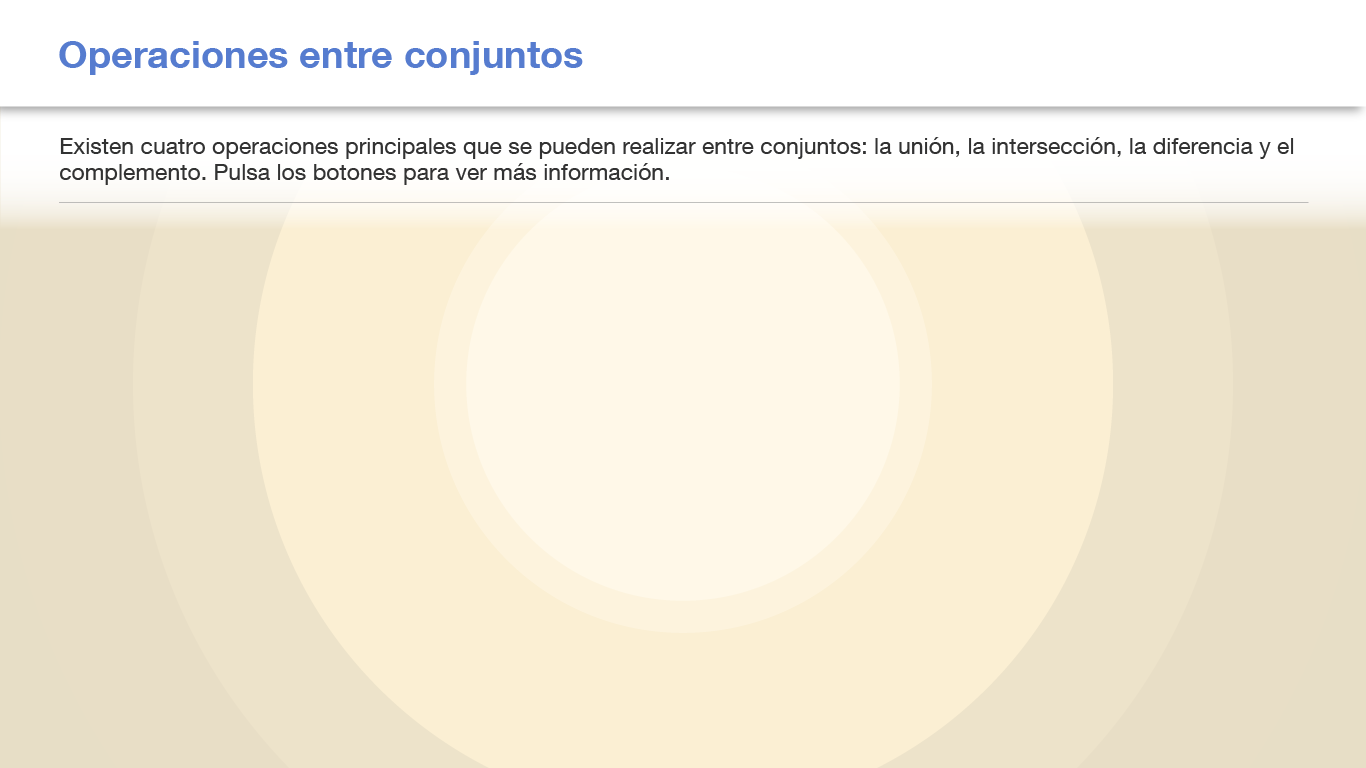 Operaciones entre conjuntos
Existen cuatro operaciones principales que se pueden realizar entre conjuntos: la unión, la intersección, la diferencia y el
complemento. Pulsa los botones para ver más información.